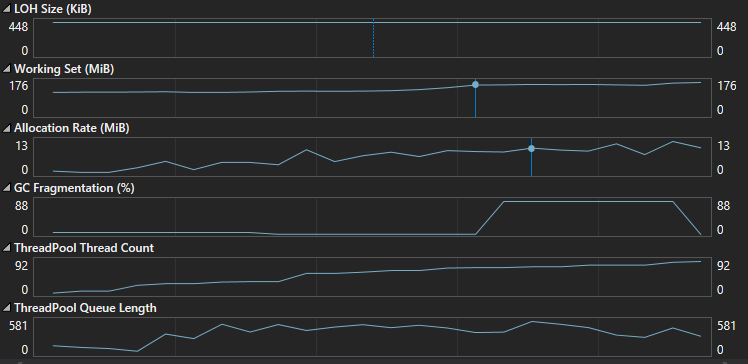 LOH Size (KiB)
448 448
0 0
Working Set (MiB)
176 176
0 0
Allocation Rate (MiB)
13 13
0 0
GC Fragmentation (%)
88 88
0 0
ThreadPool Thread Count
92 92
0 0
ThreadPool Queue Length
581 581
0 0